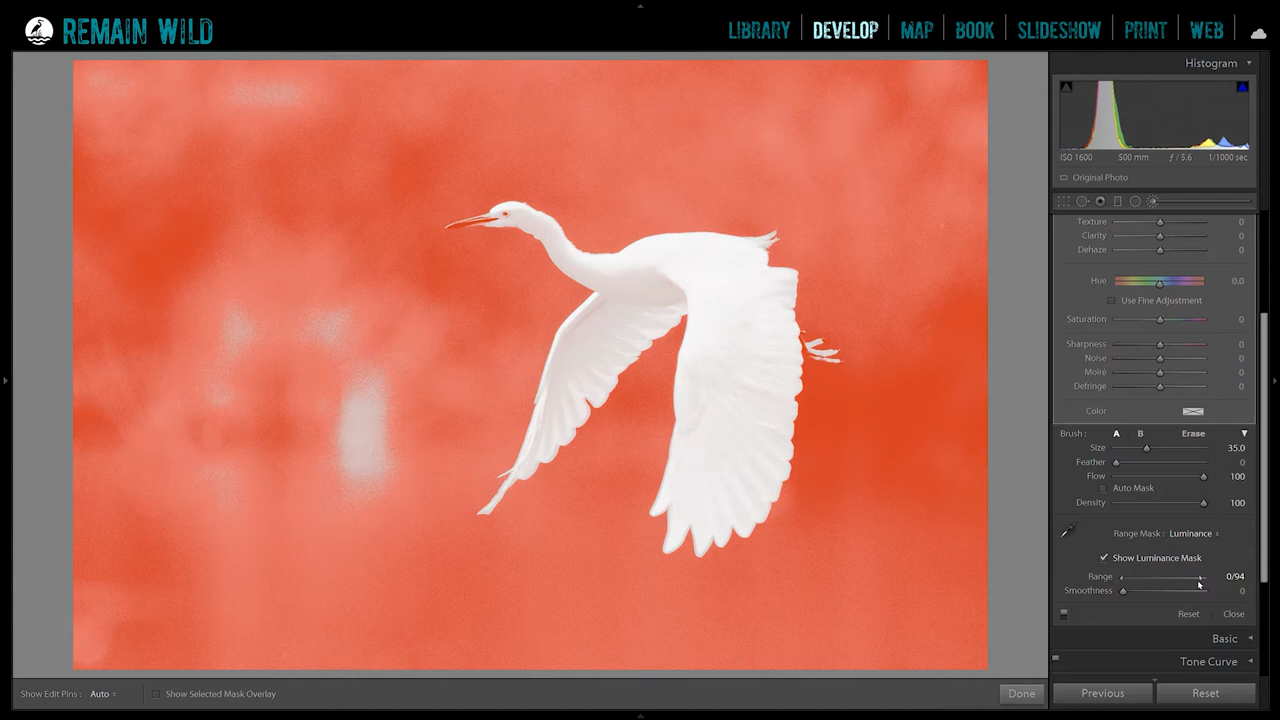 REMAIN WILD
LIBRARY DEVELOP MAP BOOK SLIDESHOW PRINT WEB
Histogram
ISO 1600 500 mm ƒ / 5.6 1/1000 sec
Original Photo
Texture 0
Clarity 0
Dehaze 0
Hue 0.0
Use Fine Adjustment
Saturation 0
Sharpness 0
Noise 0
Moiré 0
Defringe 0
Color
Brush : A B Erase
Size 35.0
Feather 0
Flow 100
Auto Mask
Density 100
Range Mask : Luminance
Show Luminance Mask
Range 0/94
Smoothness 0
Reset Close
Basic
Tone Curve
Show Edit Pins : Auto Show Selected Mask Overlay Done Previous Reset